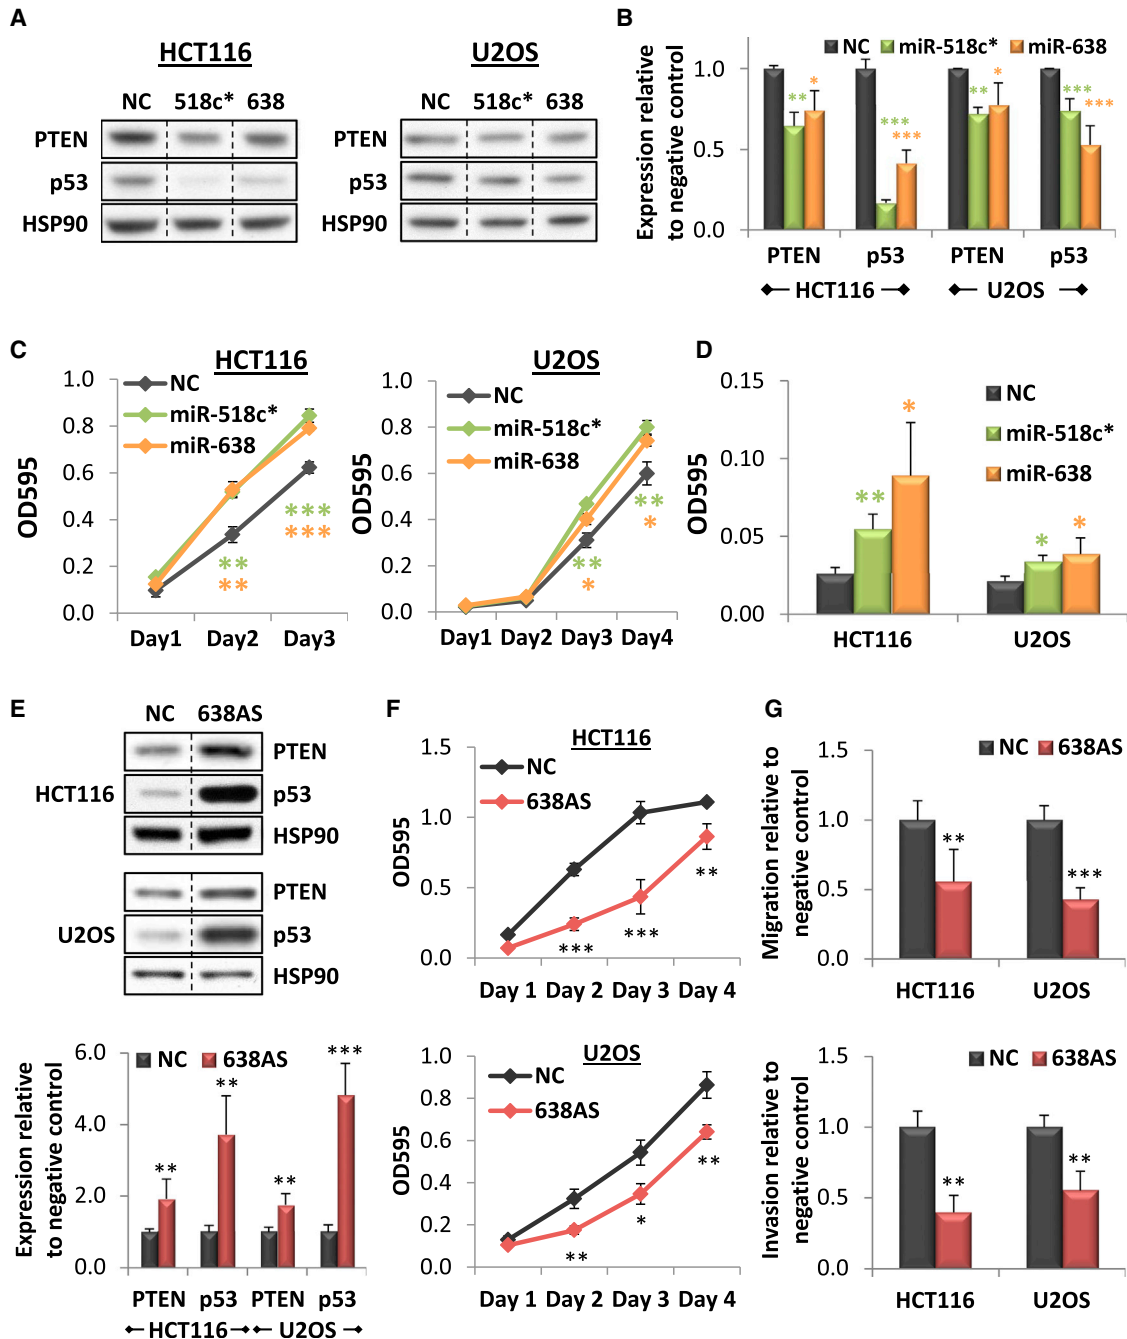 A
HCT116
U2OS
NC 518c* 638
NC 518c* 638
PTEN
p53
HSP90
PTEN
p53
HSP90
B
Expression relative
to negative control
NC miR-518c* miR-638
1.0
0.5
0.0
** * *** *** ** * *** ***
PTEN p53 PTEN p53
HCT116 U2OS
C
HCT116
OD595
1.0
0.8
0.6
0.4
0.2
0.0
NC
miR-518c*
miR-638
**
**
***
***
Day1 Day2 Day3
U2OS
OD595
1.0
0.8
0.6
0.4
0.2
0.0
NC
miR-518c*
miR-638
**
*
**
*
Day1 Day2 Day3 Day4
D
OD595
0.15
0.10
0.05
0.00
NC
miR-518c*
miR-638
** * * *
HCT116 U2OS
E
NC 638AS
HCT116
PTEN
p53
HSP90
U2OS
PTEN
p53
HSP90
Expression relative
to negative control
NC 638AS
6.0
4.0
2.0
0.0
** ** ** ***
PTEN p53 PTEN p53
HCT116 U2OS
F
HCT116
OD595
1.5
1.0
0.5
0.0
NC
638AS
*** *** **
Day 1 Day 2 Day 3 Day 4
U2OS
OD595
1.0
0.8
0.6
0.4
0.2
0.0
NC
638AS
** * **
Day 1 Day 2 Day 3 Day 4
G
Migration relative to
negative control
NC 638AS
1.5
1.0
0.5
0.0
** ***
HCT116 U2OS
Invasion relative to
negative control
NC 638AS
1.5
1.0
0.5
0.0
** **
HCT116 U2OS